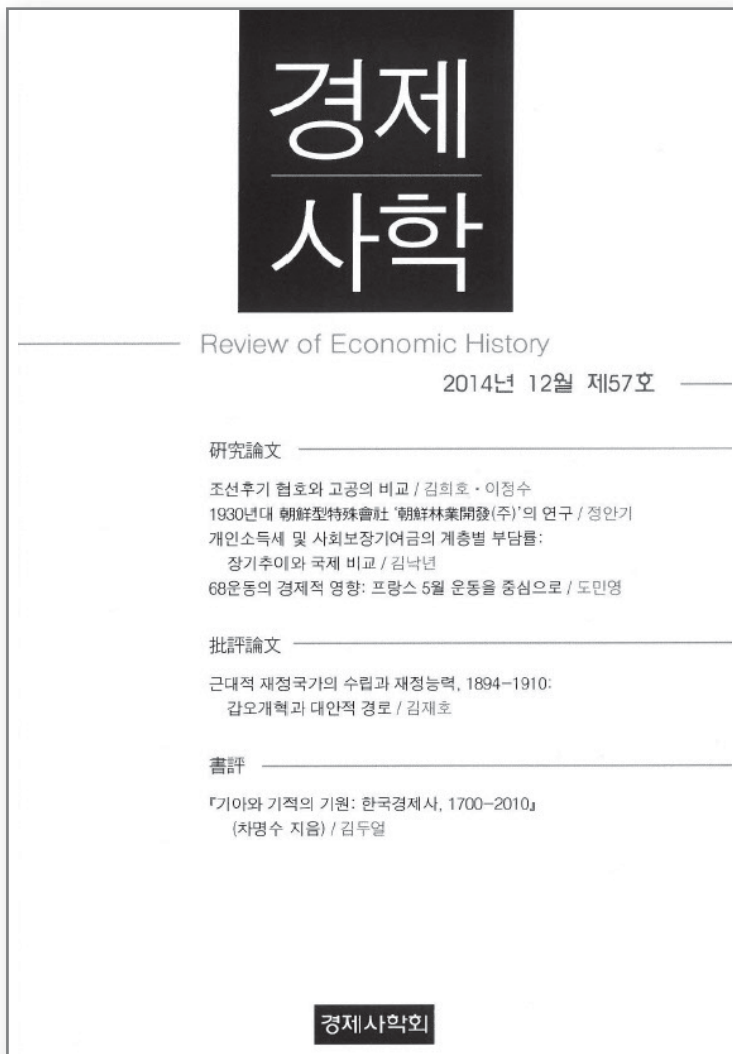 경제
사학
Review of Economic History
2014년 12월 제57호
硏究論文
조선후기 협호와 고공의 비교 / 김희호·이정수
1930년대 朝鮮型特殊會社 '朝鮮林業開發(주)'의 연구 / 정안기
개인소득세 및 사회보장기여금의 계층별 부담률:
장기추이와 국제 비교 / 김낙년
68운동의 경제적 영향: 프랑스 5월 운동을 중심으로 / 도민영
批評論文
근대적 재정국가의 수립과 재정능력, 1894-1910:
갑오개혁과 대안적 경로 / 김재호
書評
『기아와 기적의 기원: 한국경제사, 1700-2010』
(차명수 지음) / 김두얼
경제사학회